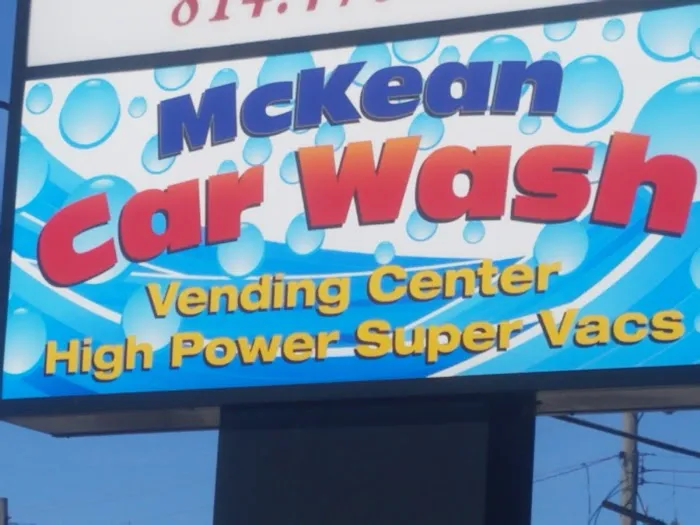 McKean
Car Wash
Vending Center
High Power Super Vacs